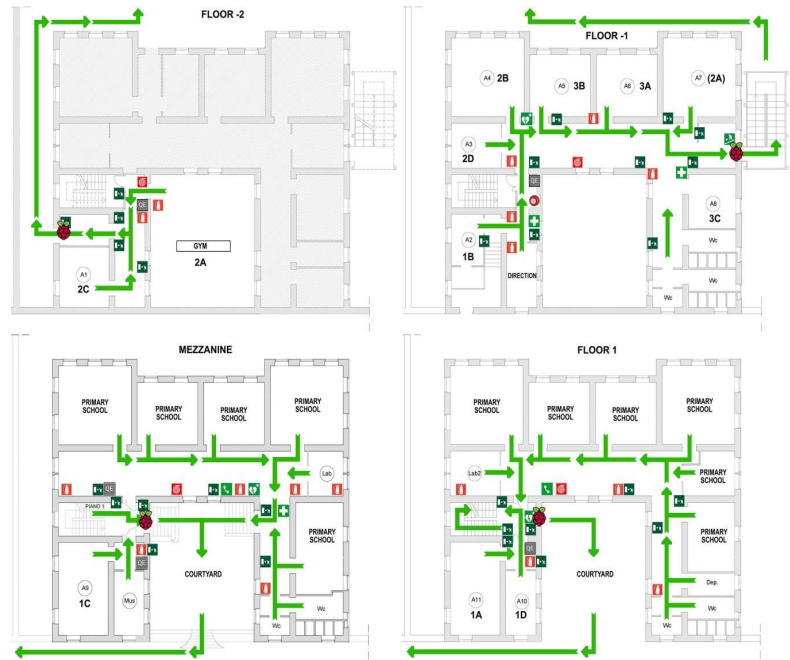 FLOOR -2
QE
GYM
2A
A1
2C
FLOOR -1
A4 2B
A5 3B
A6 3A
A7 (2A)
A3
2D
QE
A8
3C
A2
1B
DIRECTION
Wc
Wc
Wc
MEZZANINE
PRIMARY
SCHOOL
PRIMARY
SCHOOL
PRIMARY
SCHOOL
PRIMARY
SCHOOL
Lab
QE
PIANO 1
PRIMARY
SCHOOL
QE
COURTYARD
A9
1C
Mus
Wc
Wc
FLOOR 1
PRIMARY
SCHOOL
PRIMARY
SCHOOL
PRIMARY
SCHOOL
PRIMARY
SCHOOL
Lab2
PRIMARY
SCHOOL
PRIMARY
SCHOOL
QE
COURTYARD
Dep.
A11
1A
A10
1D
Wc
Wc